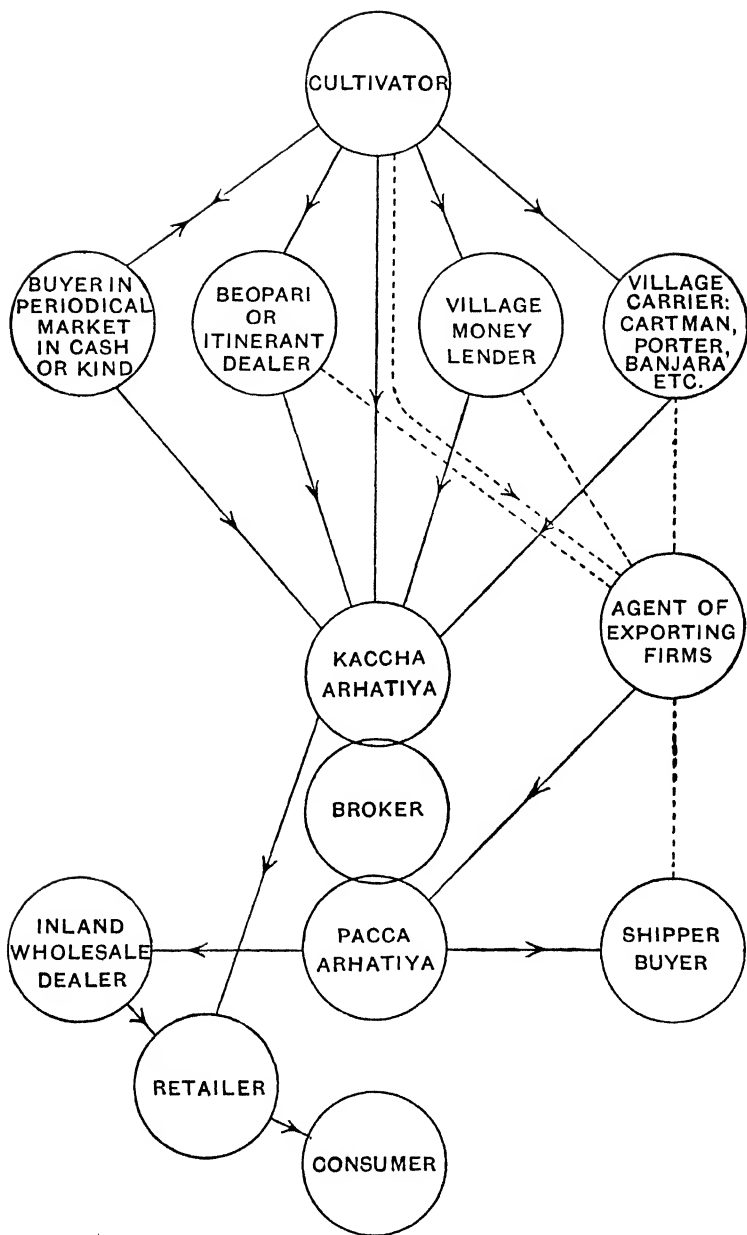 CULTIVATOR
BUYER IN
PERIODICAL
MARKET
IN CASH
OR KIND
BEOPARI
OR
ITINERANT
DEALER
VILLAGE
MONEY
LENDER
VILLAGE
CARRIER:
CARTMAN,
PORTER,
BANJARA
ETC.
AGENT OF
EXPORTING
FIRMS
KACCHA
ARHATIYA
BROKER
INLAND
WHOLESALE
DEALER
PACCA
ARHATIYA
SHIPPER
BUYER
RETAILER
CONSUMER